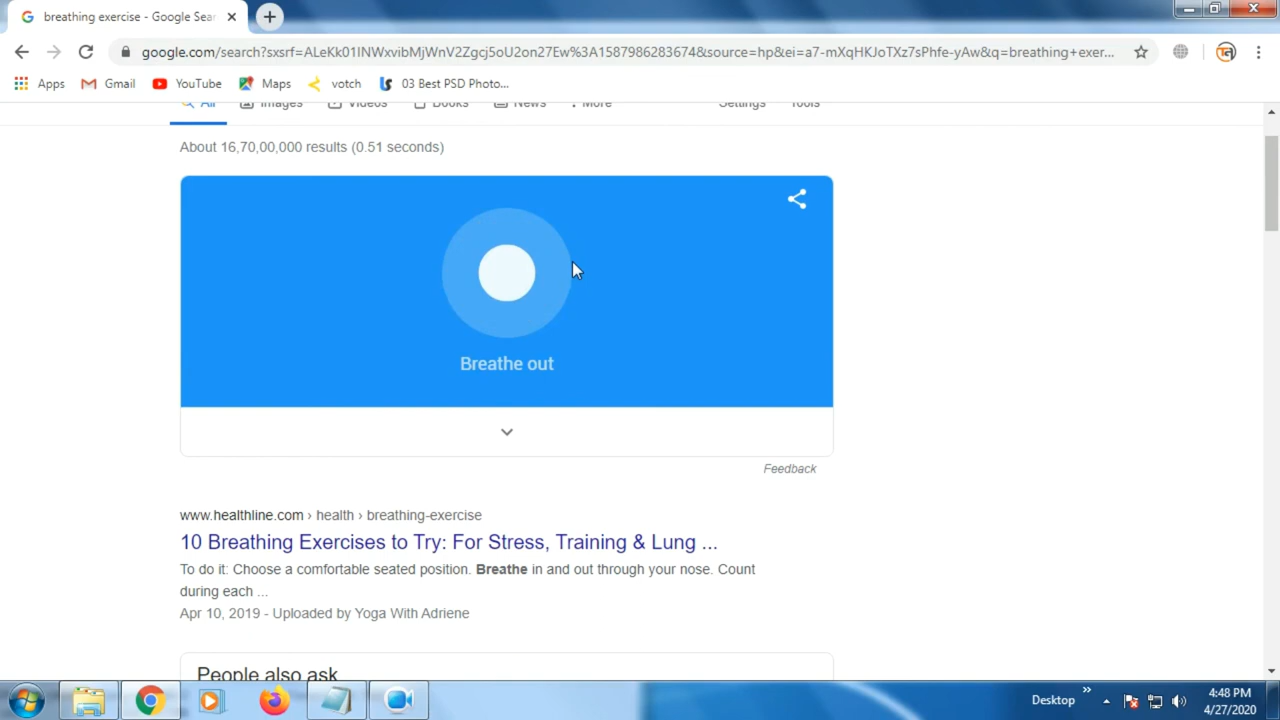 breathing exercise - Google Sear
google.com/search?sxsrf=ALeKk01INWxvibMjWnV2Zgcj5oU2on27Ew%3A1587986283674&source=hp&ei=a7-mXqHKJoTXz7sPhfe-yAw&q=breathing+exer...
Apps Gmail YouTube Maps votch 03 Best PSD Photo...
All Images Videos Books News More Settings Tools
About 16,70,00,000 results (0.51 seconds)
Breathe out
Feedback
www.healthline.com › health › breathing-exercise
10 Breathing Exercises to Try: For Stress, Training & Lung ...
To do it: Choose a comfortable seated position. Breathe in and out through your nose. Count
during each ...
Apr 10, 2019 - Uploaded by Yoga With Adriene
People also ask
Desktop
4:48 PM
4/27/2020